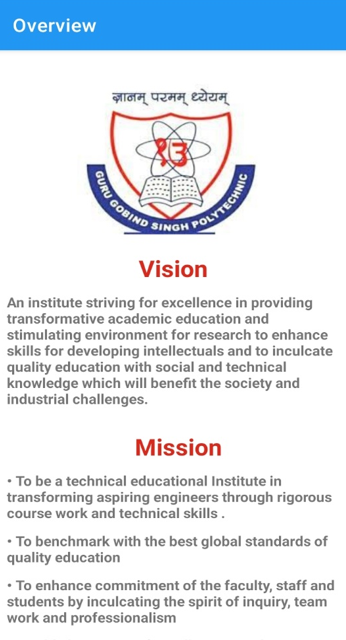 Overview
ज्ञानम् परमम् ध्येयम्
GURU GOBIND SINGH POLYTECHNIC
Vision
An institute striving for excellence in providing
transformative academic education and
stimulating environment for research to enhance
skills for developing intellectuals and to inculcate
quality education with social and technical
knowledge which will benefit the society and
industrial challenges.
Mission
• To be a technical educational Institute in
transforming aspiring engineers through rigorous
course work and technical skills .
• To benchmark with the best global standards of
quality education
• To enhance commitment of the faculty, staff and
students by inculcating the spirit of inquiry, team
work and professionalism